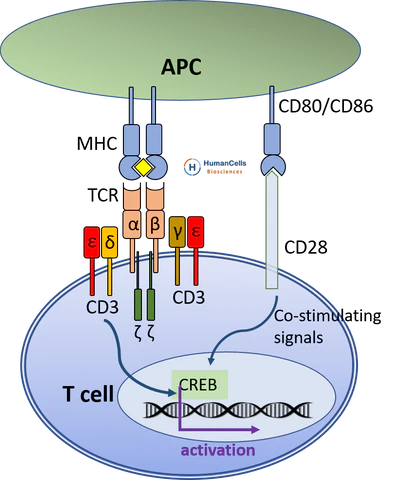 APC
CD80/CD86
MHC
HumanCells
Biosciences
TCR
α β
ε δ
γ ε
CD28
CD3
CD3
ζ ζ
Co-stimulating
signals
CREB
T cell
activation